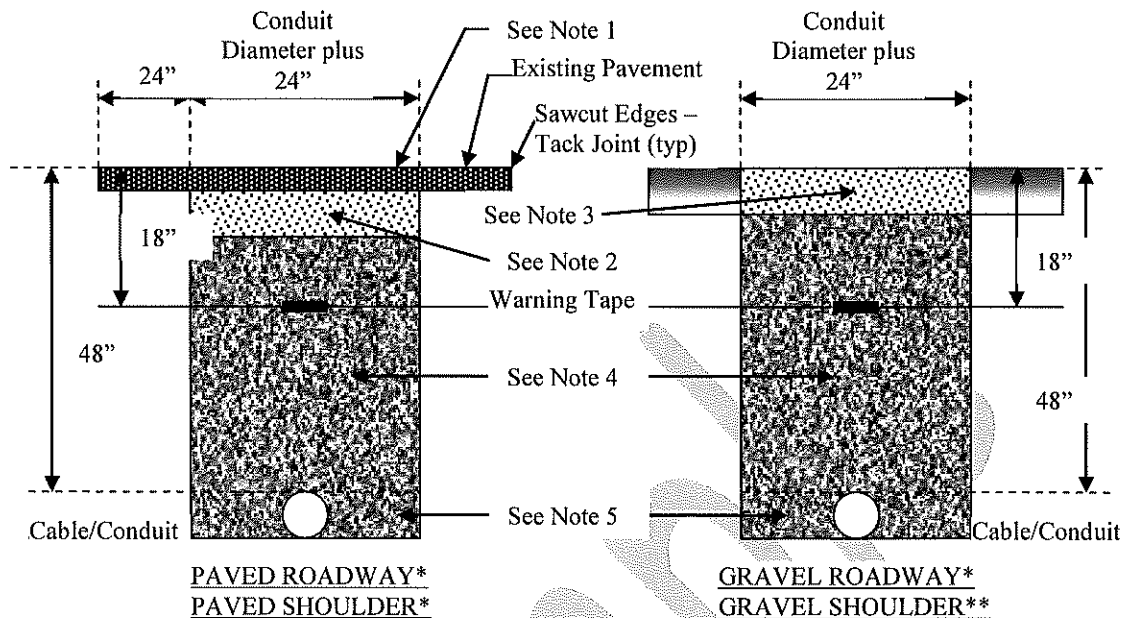 Conduit
Diameter plus
24”
24”
See Note 1
Existing Pavement
Sawcut Edges –
Tack Joint (typ)
Conduit
Diameter plus
24”
18”
See Note 3
See Note 2
18”
Warning Tape
48”
See Note 4
48”
Cable/Conduit
See Note 5
Cable/Conduit
PAVED ROADWAY*
PAVED SHOULDER*
GRAVEL ROADWAY*
GRAVEL SHOULDER**